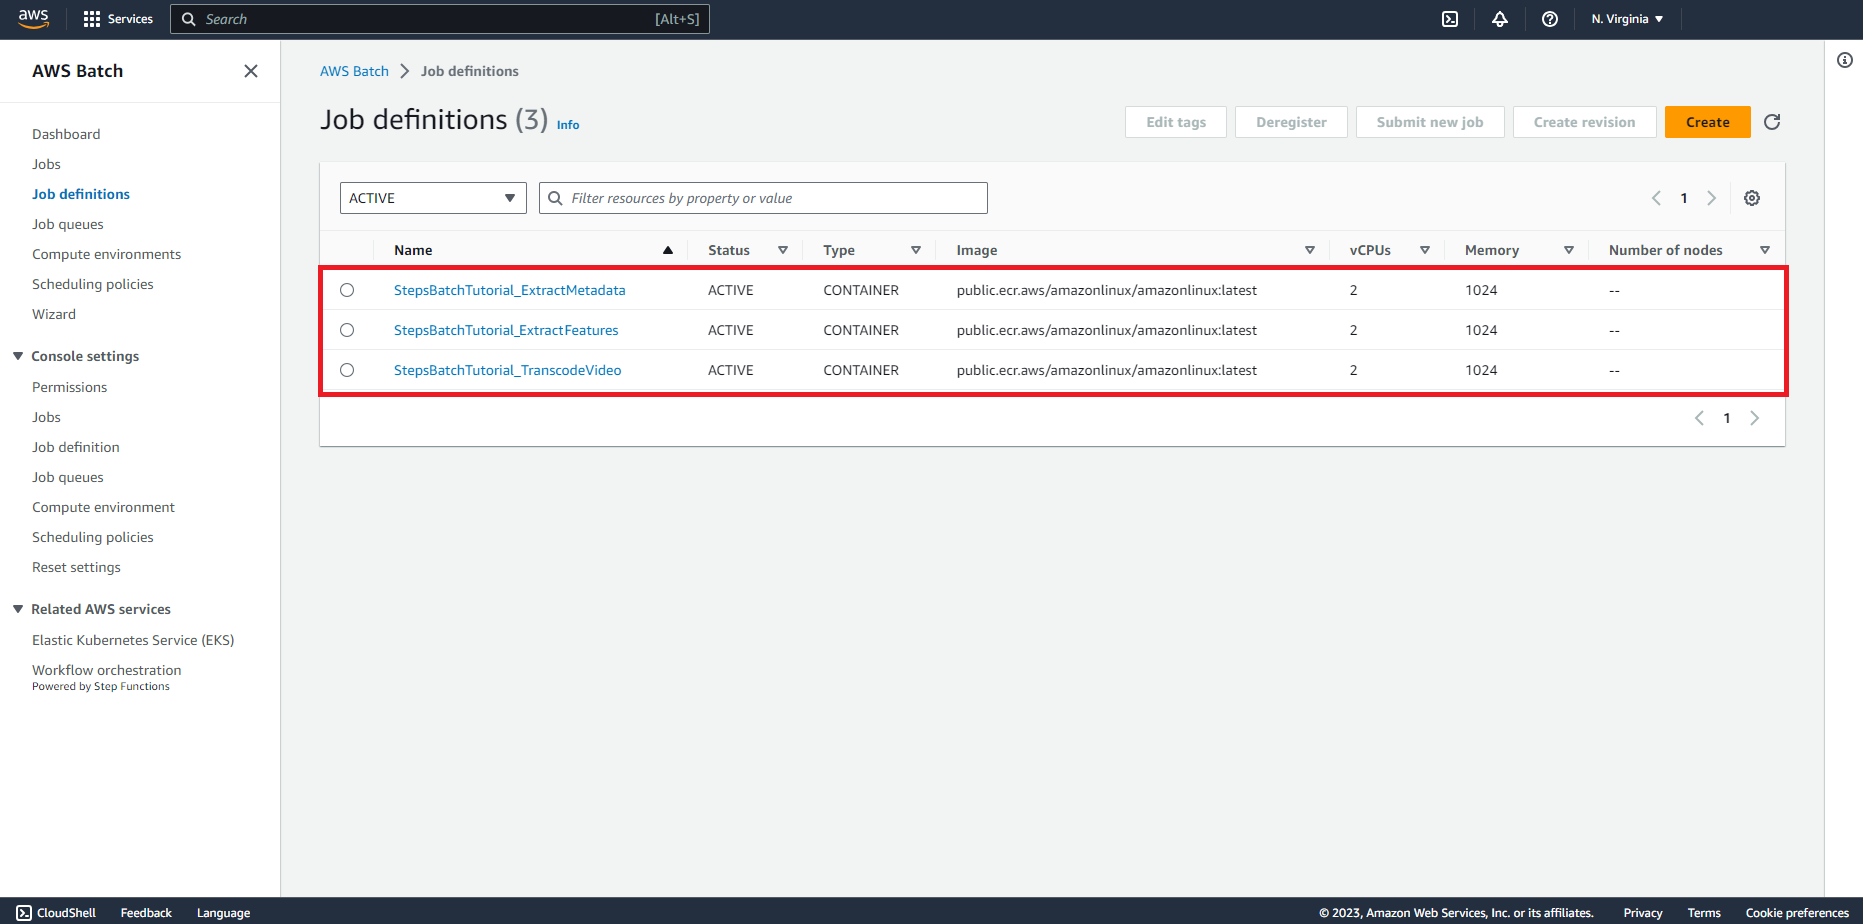 aws Services Search [Alt+S] N. Virginia
AWS Batch
Dashboard
Jobs
Job definitions
Job queues
Compute environments
Scheduling policies
Wizard
Console settings
Permissions
Jobs
Job definition
Job queues
Compute environment
Scheduling policies
Reset settings
Related AWS services
Elastic Kubernetes Service (EKS)
Workflow orchestration
Powered by Step Functions
AWS Batch Job definitions
Job definitions (3) Info Edit tags Deregister Submit new job Create revision Create
ACTIVE Filter resources by property or value 1
Name Status Type Image vCPUs Memory Number of nodes
StepsBatchTutorial_ExtractMetadata ACTIVE CONTAINER public.ecr.aws/amazonlinux/amazonlinux:latest 2 1024 --
StepsBatchTutorial_ExtractFeatures ACTIVE CONTAINER public.ecr.aws/amazonlinux/amazonlinux:latest 2 1024 --
StepsBatchTutorial_TranscodeVideo ACTIVE CONTAINER public.ecr.aws/amazonlinux/amazonlinux:latest 2 1024 --
1
CloudShell Feedback Language © 2023, Amazon Web Services, Inc. or its affiliates. Privacy Terms Cookie preferences